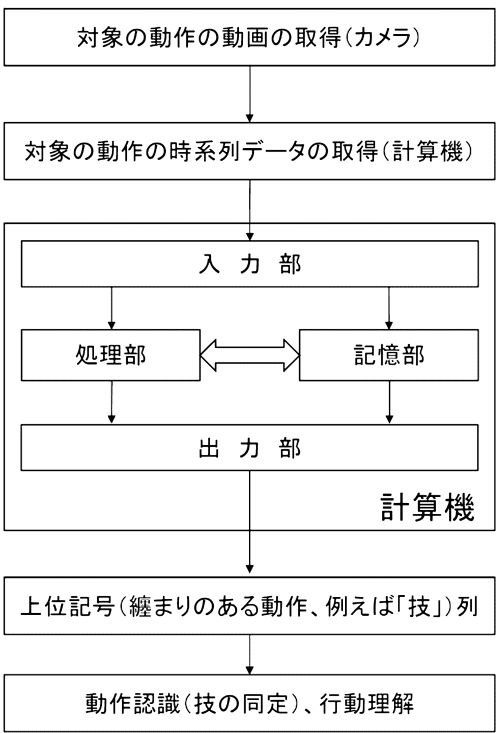 対象の動作の動画の取得(カメラ)
対象の動作の時系列データの取得(計算機)
入 力 部
処理部
記憶部
出 力 部
計算機
上位記号(纏まりのある動作、例えば「技」)列
動作認識(技の同定)、行動理解